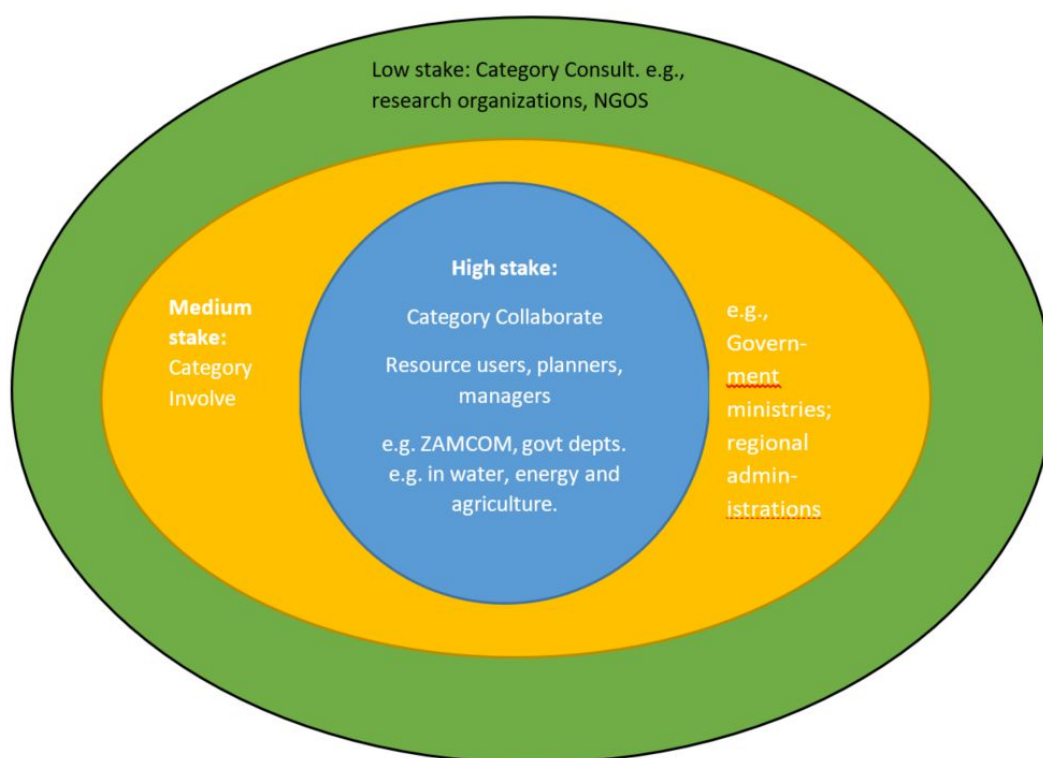 Low stake: Category Consult. e.g.,
research organizations, NGOS
High stake:
Category Collaborate
Resource users, planners,
managers
e.g. ZAMCOM, govt depts.
e.g. in water, energy and
agriculture.
Medium
stake:
Category
Involve
e.g.,
Govern-
ment
ministries;
regional
admin-
istrations